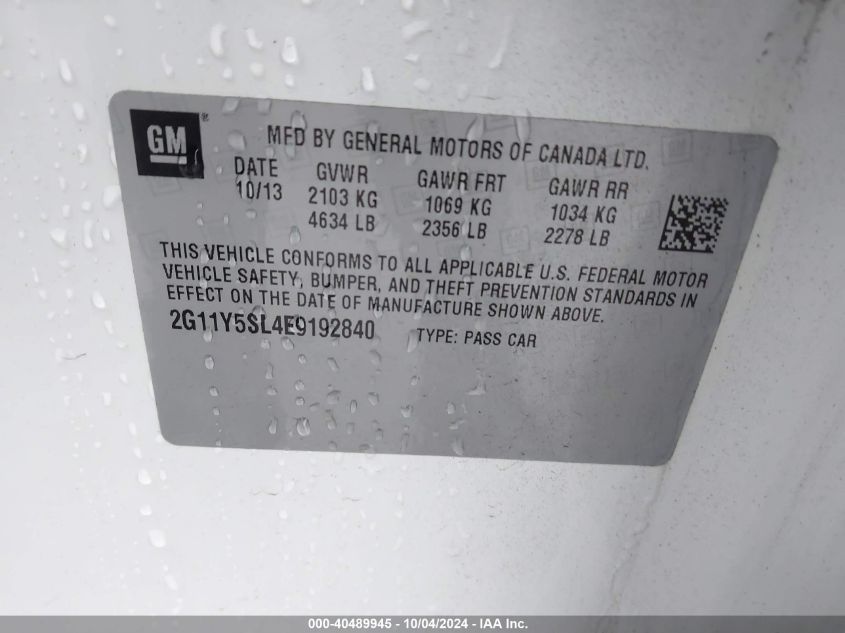 GM ®
MFD BY GENERAL MOTORS OF CANADA LTD.
DATE GVWR GAWR FRT GAWR RR
10/13 2103 KG 1069 KG 1034 KG
4634 LB 2356 LB 2278 LB
THIS VEHICLE CONFORMS TO ALL APPLICABLE U.S. FEDERAL MOTOR
VEHICLE SAFETY, BUMPER, AND THEFT PREVENTION STANDARDS IN
EFFECT ON THE DATE OF MANUFACTURE SHOWN ABOVE.
2G11Y5SL4E9192840 TYPE: PASS CAR
000-40489945 - 10/04/2024 - IAA Inc.